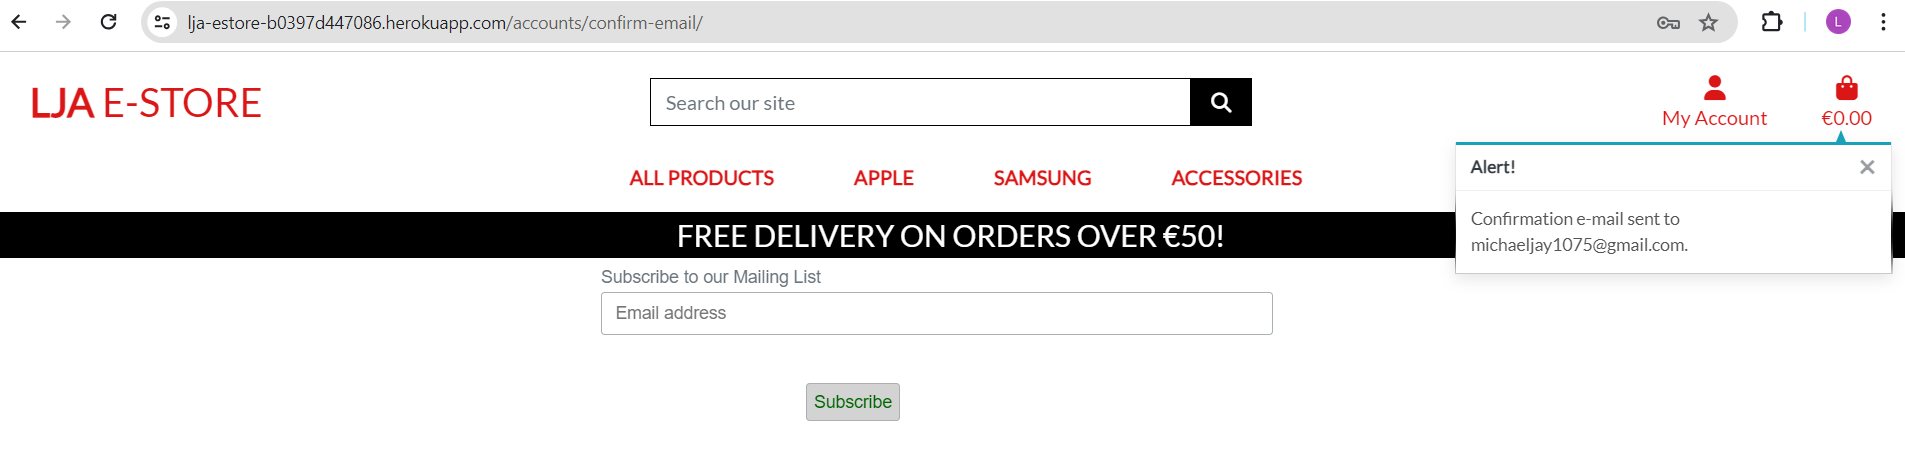 lja-estore-b0397d447086.herokuapp.com/accounts/confirm-email/
L
LJA E-STORE
Search our site
My Account
€0.00
ALL PRODUCTS
APPLE
SAMSUNG
ACCESSORIES
Alert!
Confirmation e-mail sent to
michaeljay1075@gmail.com.
FREE DELIVERY ON ORDERS OVER €50!
Subscribe to our Mailing List
Email address
Subscribe